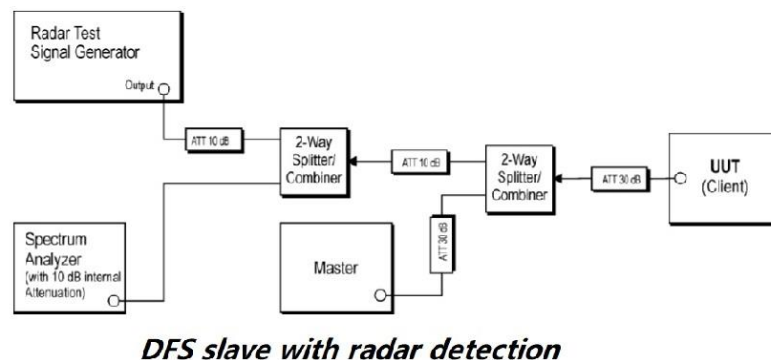 Radar Test
Signal Generator
Output
ATT 10 dB
2-Way
Splitter/
Combiner
ATT 10 dB
2-Way
Splitter/
Combiner
ATT 30 dB
UUT
(Client)
Spectrum
Analyzer
(with 10 dB internal
Attenuation)
Master
ATT 30 dB
DFS slave with radar detection